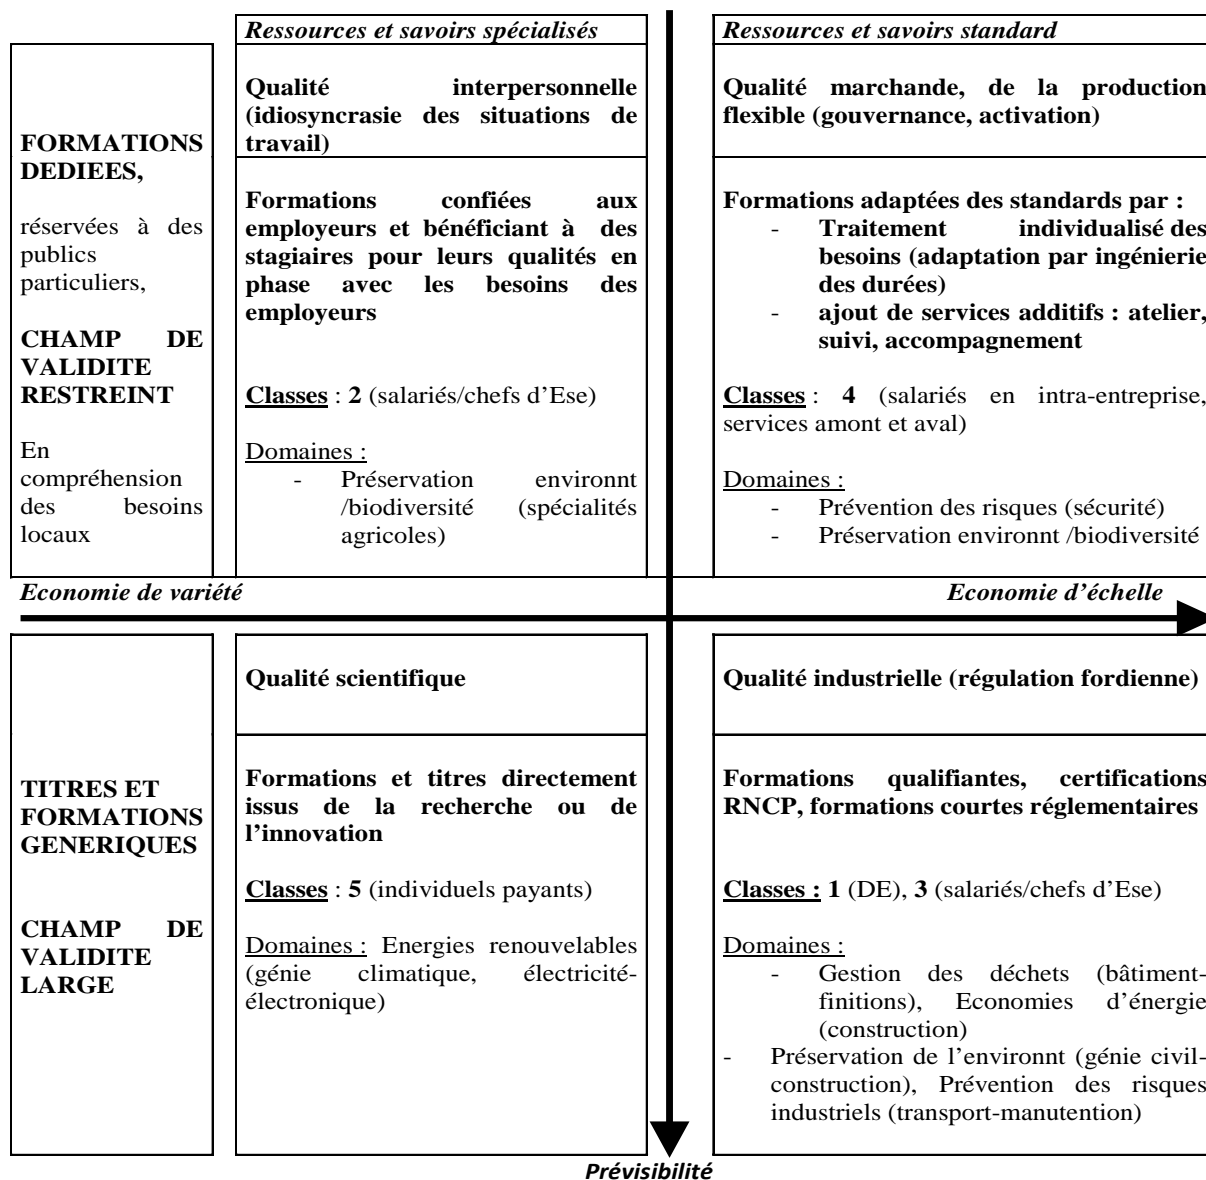 Ressources et savoirs spécialisés
Ressources et savoirs standard
FORMATIONS
DEDIEES,
réservées à des
publics
particuliers,
CHAMP DE
VALIDITE
RESTREINT
En
compréhension
des besoins
locaux
Qualité interpersonnelle
(idiosyncrasie des situations de
travail)
Formations confiées aux
employeurs et bénéficiant à des
stagiaires pour leurs qualités en
phase avec les besoins des
employeurs
Classes : 2 (salariés/chefs d’Ese)
Domaines :
- Préservation environnt
/biodiversité (spécialités
agricoles)
Qualité marchande, de la production
flexible (gouvernance, activation)
Formations adaptées des standards par :
- Traitement individualisé des
besoins (adaptation par ingénierie
des durées)
- ajout de services additifs : atelier,
suivi, accompagnement
Classes : 4 (salariés en intra-entreprise,
services amont et aval)
Domaines :
- Prévention des risques (sécurité)
- Préservation environnt /biodiversité
Economie de variété
Economie d’échelle
TITRES ET
FORMATIONS
GENERIQUES
CHAMP DE
VALIDITE
LARGE
Qualité scientifique
Formations et titres directement
issus de la recherche ou de
l’innovation
Classes : 5 (individuels payants)
Domaines : Energies renouvelables
(génie climatique, électricité-
électronique)
Qualité industrielle (régulation fordienne)
Formations qualifiantes, certifications
RNCP, formations courtes réglementaires
Classes : 1 (DE), 3 (salariés/chefs d’Ese)
Domaines :
- Gestion des déchets (bâtiment-
finitions), Economies d’énergie
(construction)
- Préservation de l’environnt (génie civil-
construction), Prévention des risques
industriels (transport-manutention)
Prévisibilité